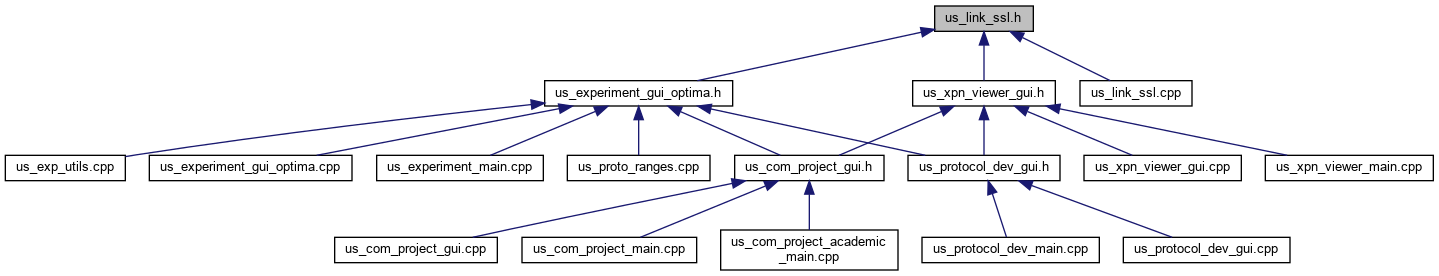 us_link_ssl.h
us_experiment_gui_optima.h
us_xpn_viewer_gui.h
us_link_ssl.cpp
us_exp_utils.cpp
us_experiment_gui_optima.cpp
us_experiment_main.cpp
us_proto_ranges.cpp
us_com_project_gui.h
us_protocol_dev_gui.h
us_xpn_viewer_gui.cpp
us_xpn_viewer_main.cpp
us_com_project_gui.cpp
us_com_project_main.cpp
us_com_project_academic
_main.cpp
us_protocol_dev_main.cpp
us_protocol_dev_gui.cpp